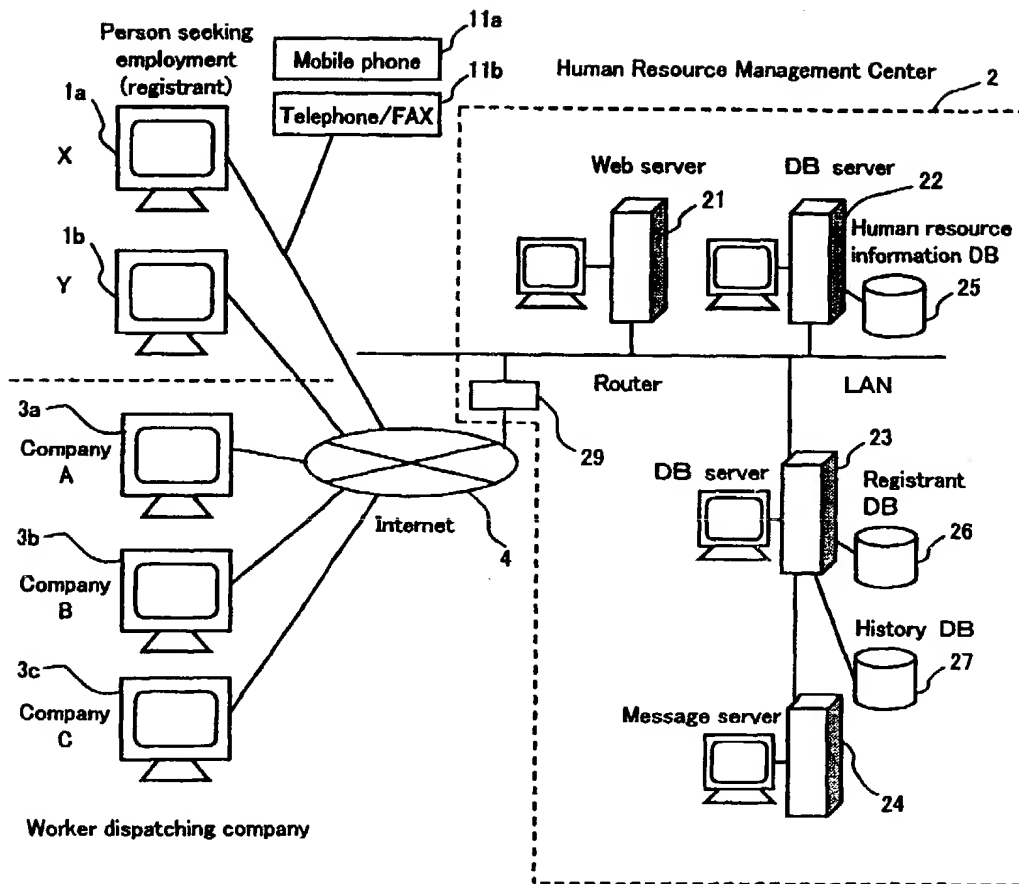 Person seeking
employment
(registrant)
11a
Mobile phone
11b
Telephone/FAX
Human Resource Management Center
2
1a
X
1b
Y
Web server
21
DB server
22
Human resource
information DB
25
Router
LAN
29
3a
Company
A
3b
Company
B
3c
Company
C
Internet
4
DB server
23
Registrant
DB
26
History DB
27
Message server
24
Worker dispatching company